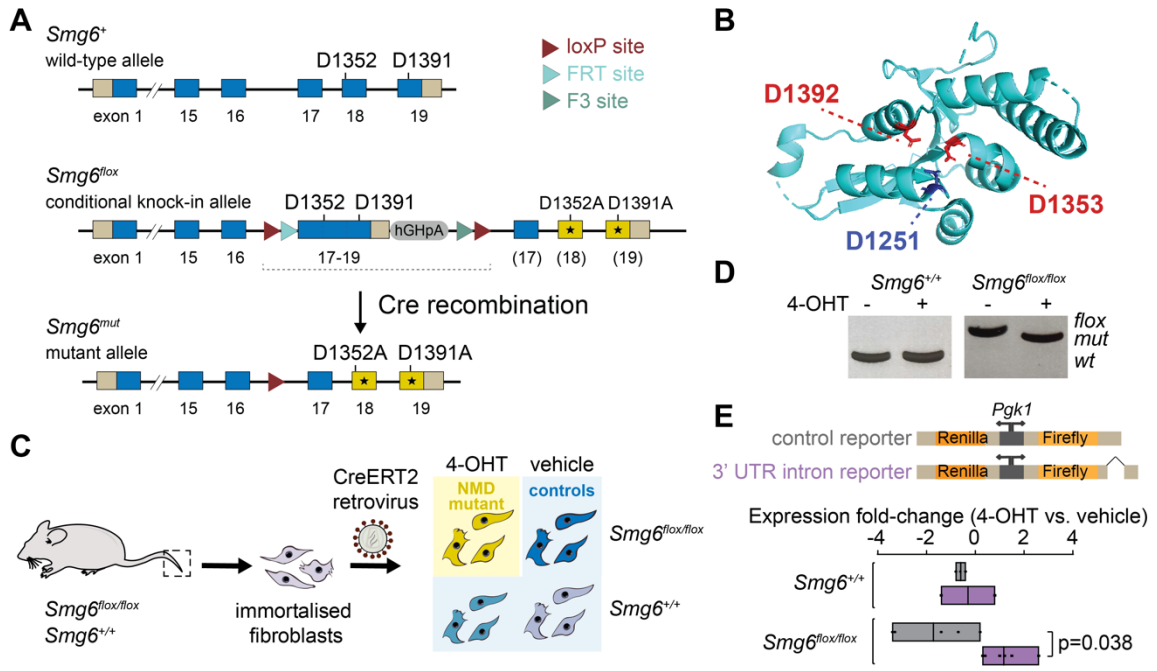 A
Smg6+
wild-type allele
D1352 D1391
exon 1 15 16 17 18 19
loxP site
FRT site
F3 site
Smg6flox
conditional knock-in allele
D1352 D1391
hGHpA
D1352A D1391A
exon 1 15 16 17-19 (17) (18) (19)
Cre recombination
Smg6mut
mutant allele
D1352A D1391A
exon 1 15 16 17 18 19
B
D1392
D1353
D1251
C
Smg6flox/flox
Smg6+/+
immortalised
fibroblasts
CreERT2
retrovirus
4-OHT vehicle
NMD
mutant
controls
Smg6flox/flox
Smg6+/+
D
Smg6+/+ Smg6flox/flox
4-OHT - + - +
flox
mut
wt
E
Pgk1
control reporter Renilla Firefly
3' UTR intron reporter Renilla Firefly
Expression fold-change (4-OHT vs. vehicle)
-4 -2 0 2 4
Smg6+/+
Smg6flox/flox
p=0.038